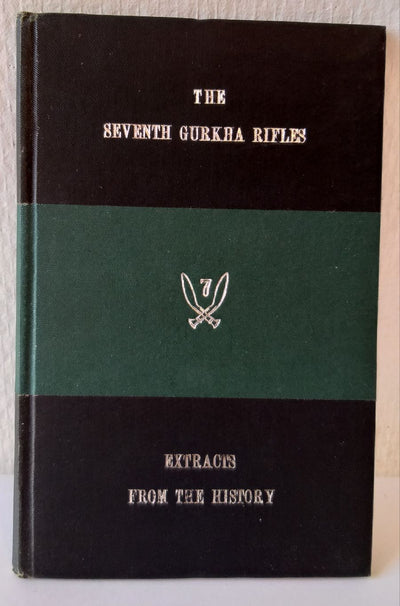 THE
SEVENTH GURKHA RIFLES
7
EXTRACTS
FROM THE HISTORY